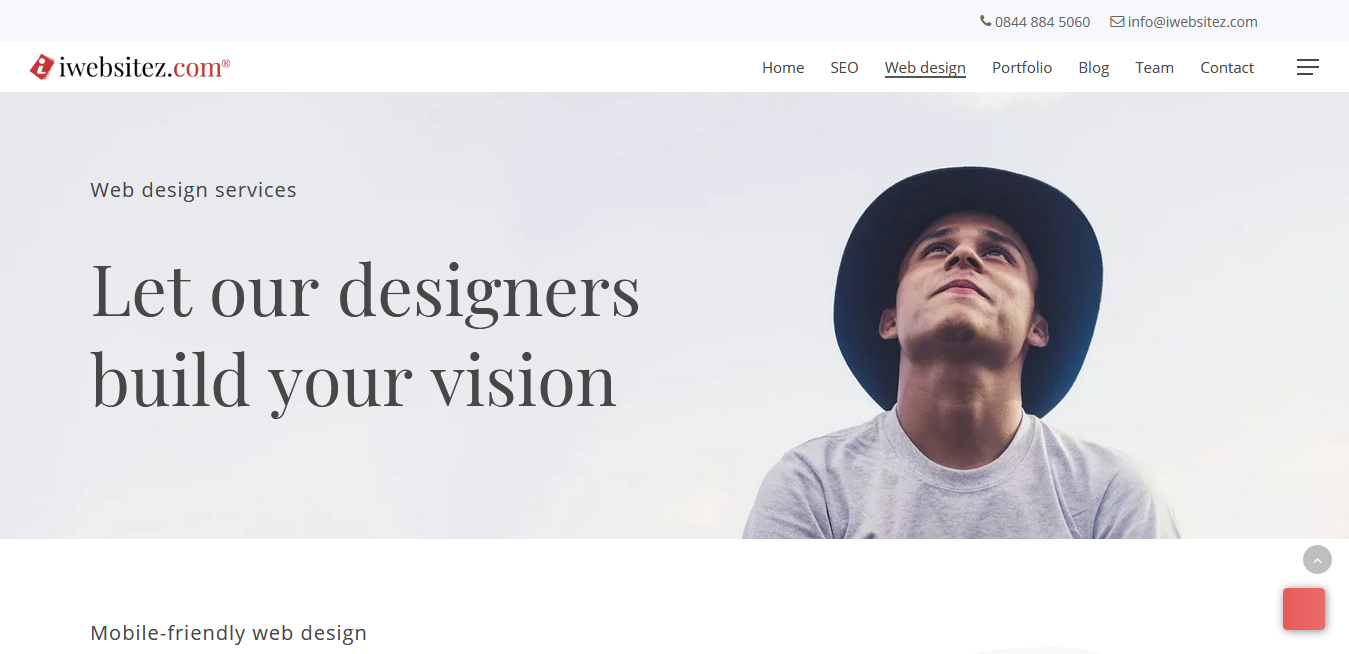 0844 884 5060 info@iwebsitez.com
iwebsitez.com®
Home SEO Web design Portfolio Blog Team Contact
Web design services
Let our designers
build your vision
Mobile-friendly web design